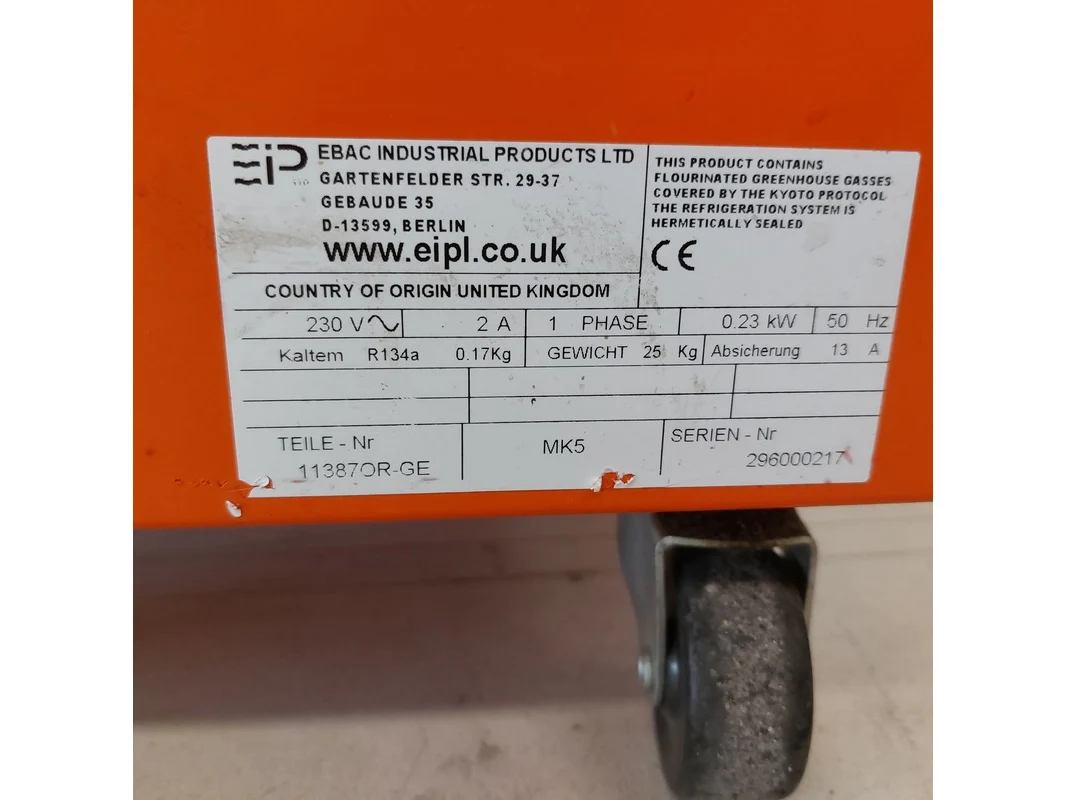 EIP EBAC INDUSTRIAL PRODUCTS LTD
GARTENFELDER STR. 29-37
GEBAUDE 35
D-13599, BERLIN
www.eipl.co.uk
COUNTRY OF ORIGIN UNITED KINGDOM
THIS PRODUCT CONTAINS
FLOURINATED GREENHOUSE GASSES
COVERED BY THE KYOTO PROTOCOL
THE REFRIGERATION SYSTEM IS
HERMETICALLY SEALED
CE
230 V 2 A 1 PHASE 0.23 kW 50 Hz
Kaltem R134a 0.17Kg GEWICHT 25 Kg Absicherung 13 A
TEILE - Nr MK5 SERIEN - Nr
11387OR-GE 296000217